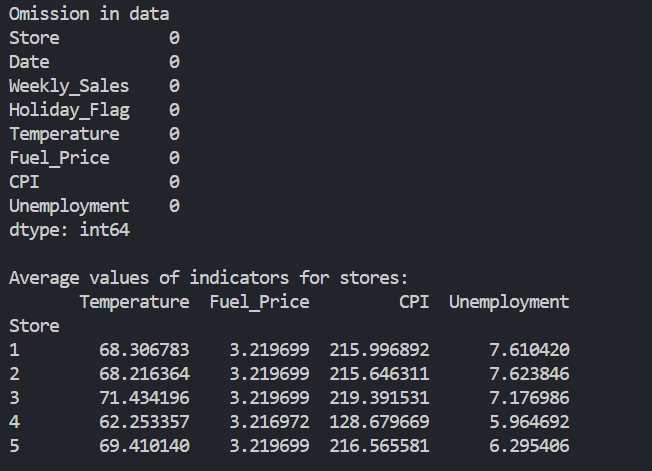 Omission in data
Store 0
Date 0
Weekly_Sales 0
Holiday_Flag 0
Temperature 0
Fuel_Price 0
CPI 0
Unemployment 0
dtype: int64
Average values of indicators for stores:
Temperature Fuel_Price CPI Unemployment
Store
1 68.306783 3.219699 215.996892 7.610420
2 68.216364 3.219699 215.646311 7.623846
3 71.434196 3.219699 219.391531 7.176986
4 62.253357 3.216972 128.679669 5.964692
5 69.410140 3.219699 216.565581 6.295406